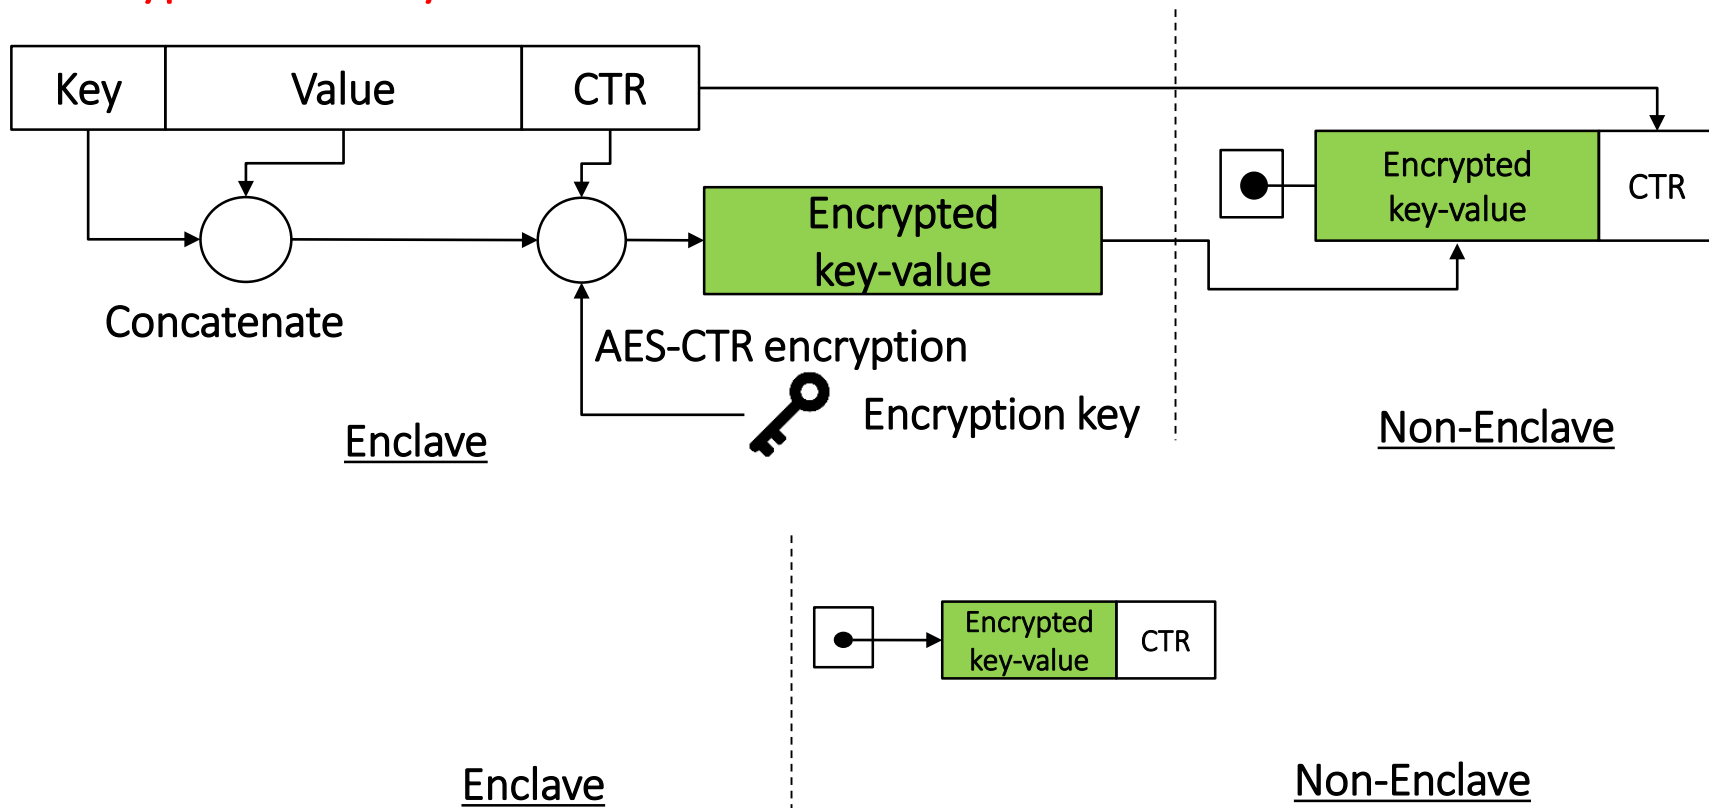 Key
Value
CTR
Encrypted
key-value
CTR
Encrypted
key-value
Concatenate
AES-CTR encryption
Encryption key
Enclave
Non-Enclave
Encrypted
key-value
CTR
Enclave
Non-Enclave